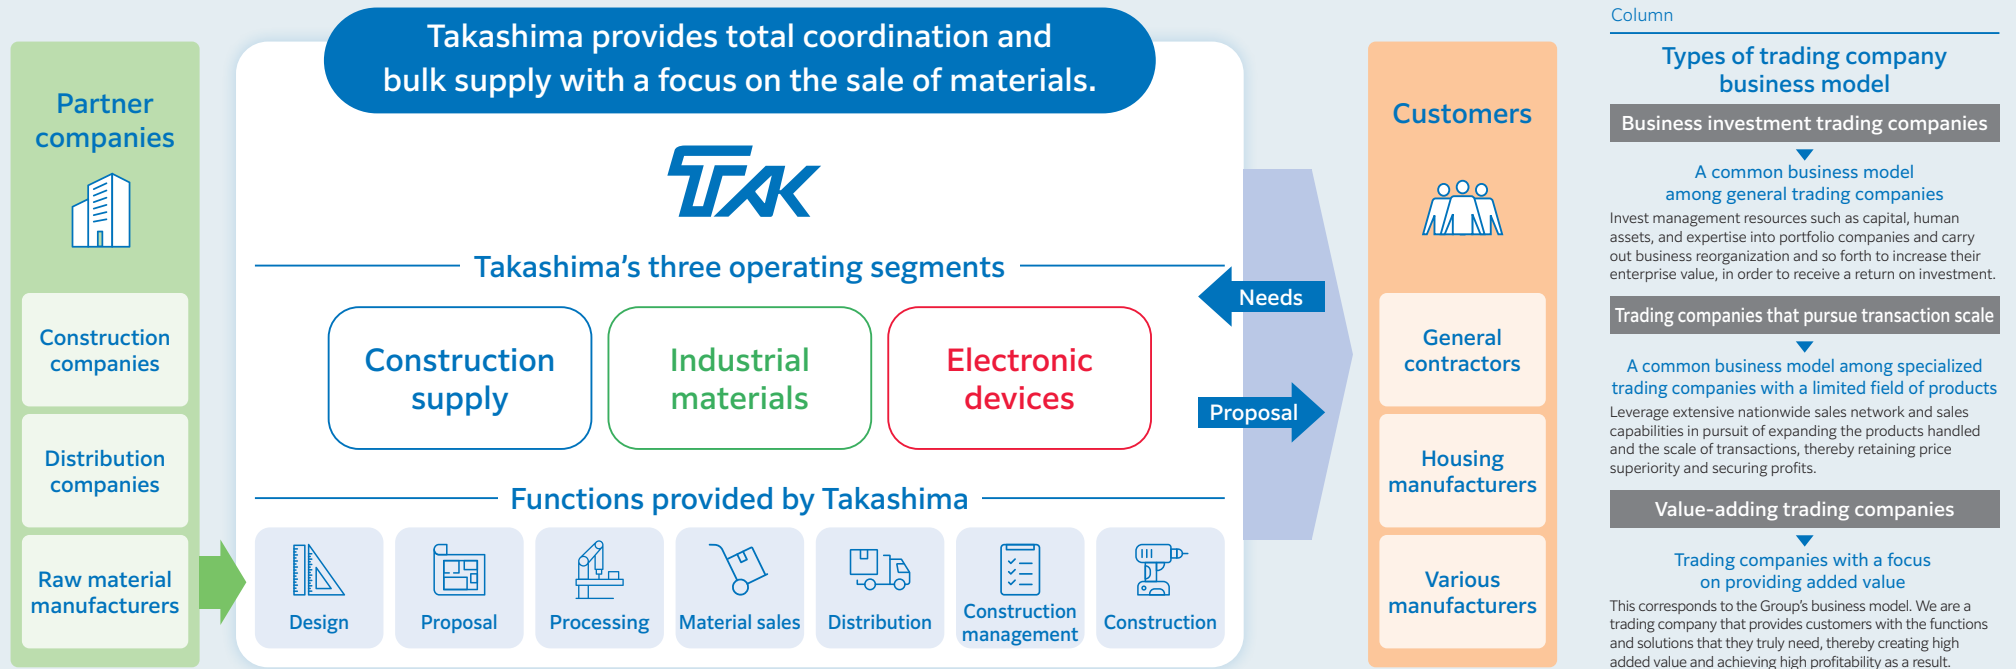 Partner
companies
Construction
companies
Distribution
companies
Raw material
manufacturers
Takashima provides total coordination and
bulk supply with a focus on the sale of materials.
TAK
Takashima's three operating segments
Construction
supply
Industrial
materials
Electronic
devices
Functions provided by Takashima
Design
Proposal
Processing
Material sales
Distribution
Construction
management
Construction
Needs
Proposal
Customers
General
contractors
Housing
manufacturers
Various
manufacturers
Column
Types of trading company
business model
Business investment trading companies
A common business model
among general trading companies
Invest management resources such as capital, human
assets, and expertise into portfolio companies and carry
out business reorganization and so forth to increase their
enterprise value, in order to receive a return on investment.
Trading companies that pursue transaction scale
A common business model among specialized
trading companies with a limited field of products
Leverage extensive nationwide sales network and sales
capabilities in pursuit of expanding the products handled
and the scale of transactions, thereby retaining price
superiority and securing profits.
Value-adding trading companies
Trading companies with a focus
on providing added value
This corresponds to the Group's business model. We are a
trading company that provides customers with the functions
and solutions that they truly need, thereby creating high
added value and achieving high profitability as a result.